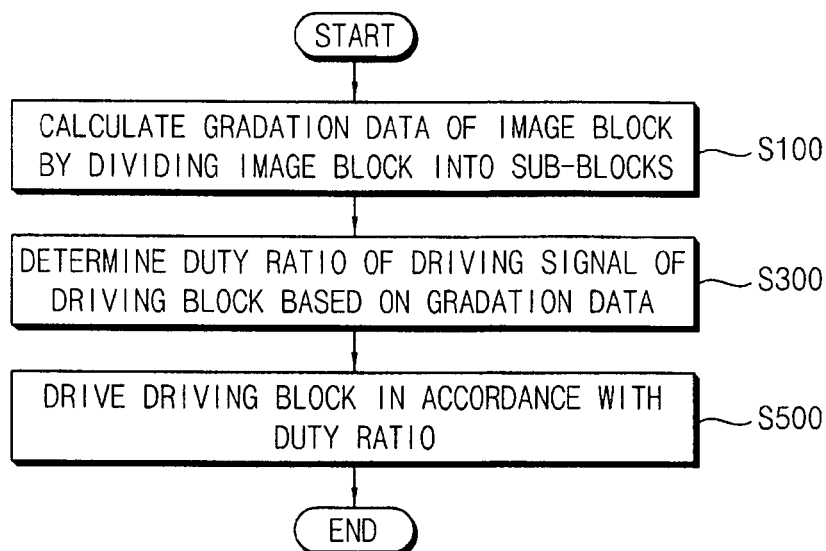 START
CALCULATE GRADATION DATA OF IMAGE BLOCK
BY DIVIDING IMAGE BLOCK INTO SUB-BLOCKS
S100
DETERMINE DUTY RATIO OF DRIVING SIGNAL OF
DRIVING BLOCK BASED ON GRADATION DATA
S300
DRIVE DRIVING BLOCK IN ACCORDANCE WITH
DUTY RATIO
S500
END